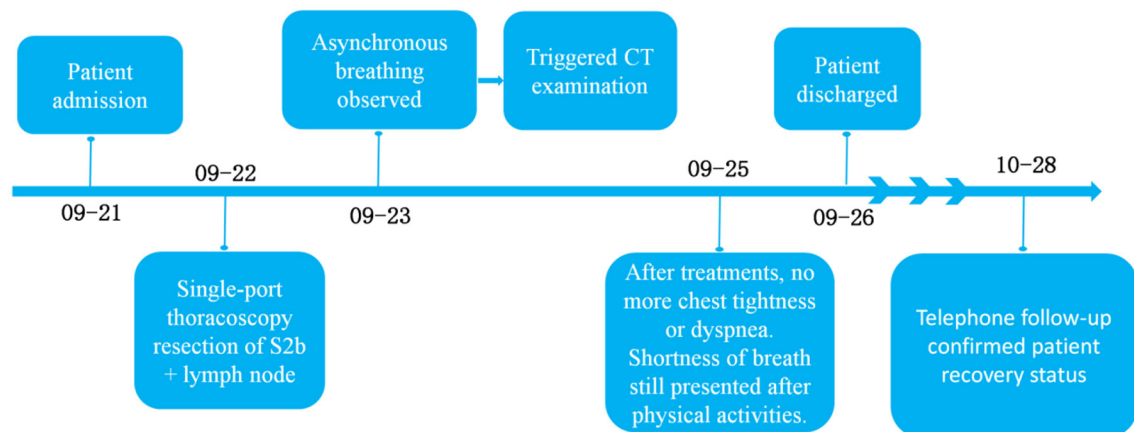 Patient
admission
Asynchronous
breathing
observed
Triggered CT
examination
Patient
discharged
09-22
09-25
10-28
09-21
09-23
09-26
Single-port
thoracoscopy
resection of S2b
+ lymph node
After treatments, no
more chest tightness
or dyspnea.
Shortness of breath
still presented after
physical activities.
Telephone follow-up
confirmed patient
recovery status